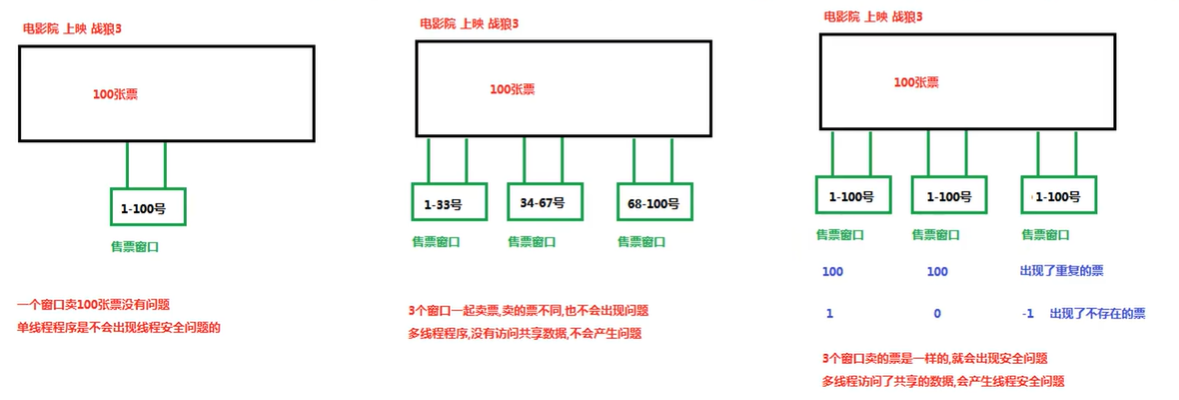 电影院 上映 战狼3
100张票
1-100号
售票窗口
一个窗口卖100张票没有问题
单线程程序是不会出现线程安全问题的
电影院 上映 战狼3
100张票
1-33号
34-67号
68-100号
售票窗口
售票窗口
售票窗口
3个窗口一起卖票,卖的票不同,也不会出现问题
多线程程序,没有访问共享数据,不会产生问题
电影院 上映 战狼3
100张票
1-100号
1-100号
1-100号
售票窗口
售票窗口
售票窗口
100 100 出现了重复的票
1 0 -1 出现了不存在的票
3个窗口卖的票是一样的,就会出现安全问题
多线程访问了共享的数据,会产生线程安全问题